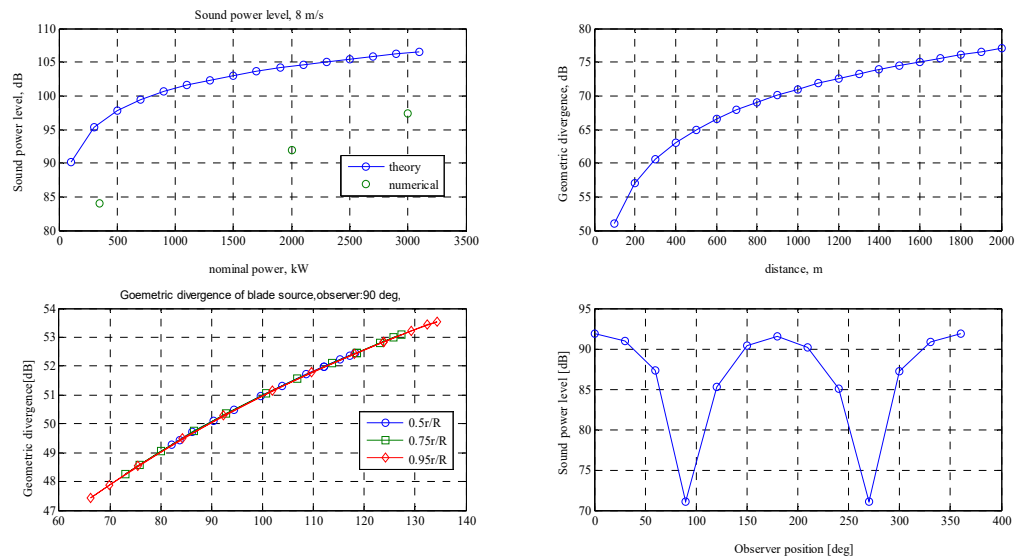 Sound power level, 8 m/s
110
105
100
95
90
85
80
Sound power level, dB
0 500 1000 1500 2000 2500 3000 3500
nominal power, kW
theory
numerical
80
75
70
65
60
55
50
Geometric divergence, dB
0 200 400 600 800 1000 1200 1400 1600 1800 2000
distance, m
Goemetric divergence of blade source,observer:90 deg,
54
53
52
51
50
49
48
47
Geometric divergence[dB]
60 70 80 90 100 110 120 130 140
0.5r/R
0.75r/R
0.95r/R
95
90
85
80
75
70
Sound power level [dB]
0 50 100 150 200 250 300 350 400
Observer position [deg]